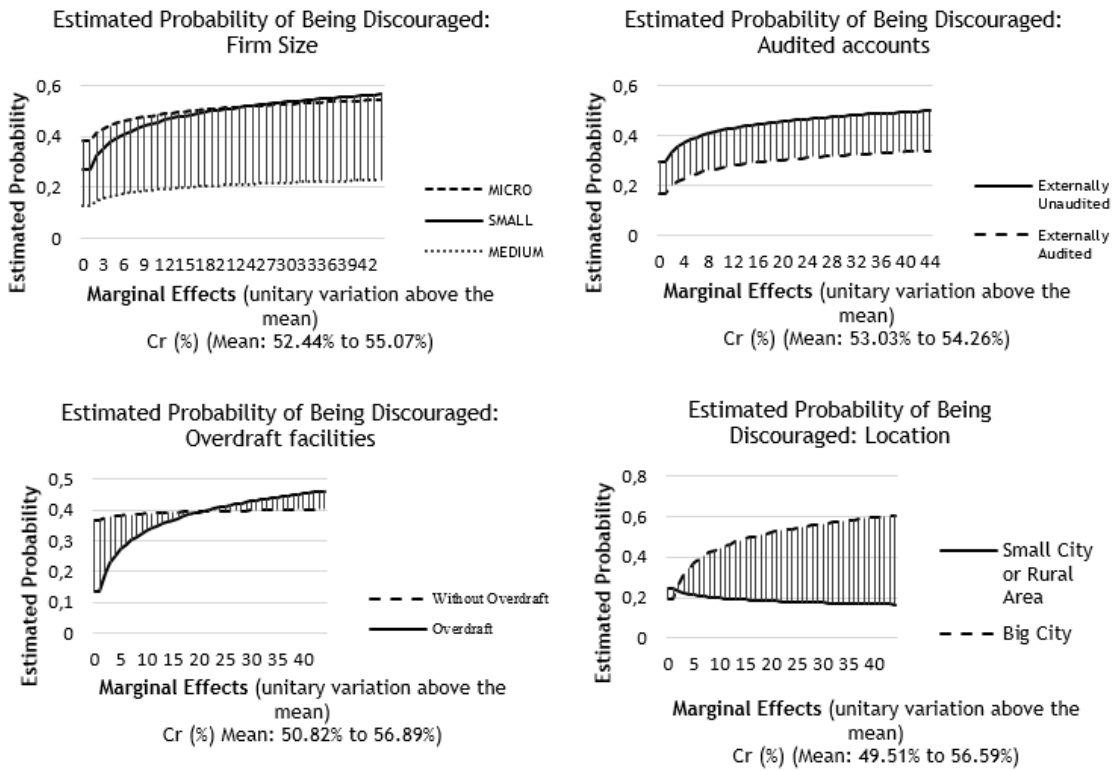 Estimated Probability of Being Discouraged:
Firm Size
Estimated Probability
0,6
0,4
0,2
0
0 3 6 9 12151821242730333639 42
MICRO
SMALL
MEDIUM
Marginal Effects (unitary variation above the
mean)
Cr (%) (Mean: 52.44% to 55.07%)
Estimated Probability of Being Discouraged:
Audited accounts
Estimated Probability
0,6
0,4
0,2
0
0 4 8 12 16 20 24 28 32 36 40 44
Externally
Unaudited
Externally
Audited
Marginal Effects (unitary variation above the
mean)
Cr (%) (Mean: 53.03% to 54.26%)
Estimated Probability of Being Discouraged:
Overdraft facilities
Estimated Probability
0,5
0,4
0,3
0,2
0,1
0
0 5 10 15 20 25 30 35 40
Without Overdraft
Overdraft
Marginal Effects (unitary variation above the
mean)
Cr (%) Mean: 50.82% to 56.89%)
Estimated Probability of Being
Discouraged: Location
Estimated Probability
0,8
0,6
0,4
0,2
0
0 5 10 15 20 25 30 35 40
Small City
or Rural
Area
Big City
Marginal Effects (unitary variation above the
mean)
Cr (%) (Mean: 49.51% to 56.59%)